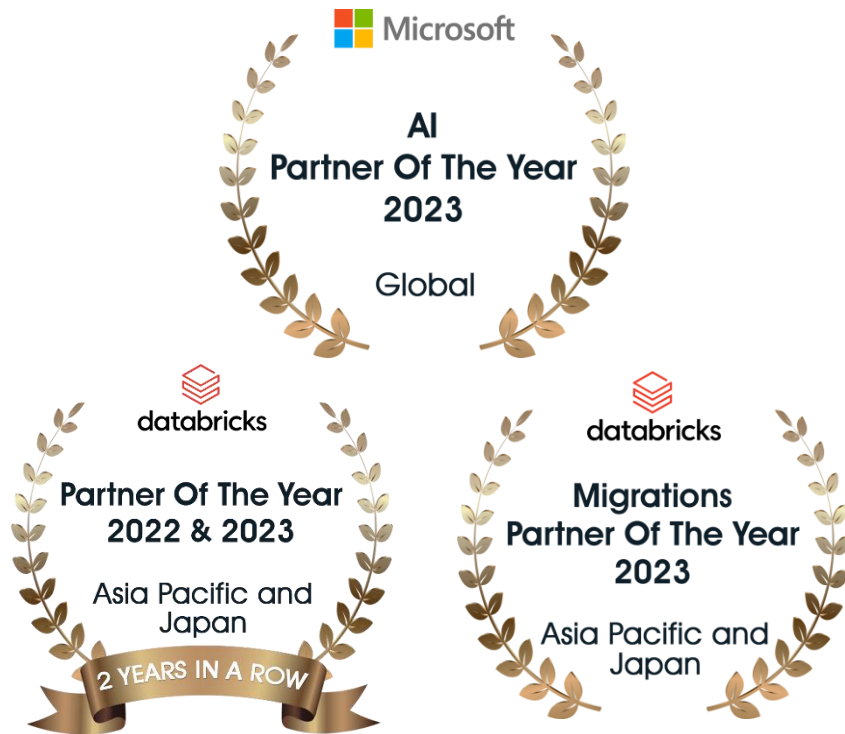 Microsoft
AI
Partner Of The Year
2023
Global
databricks
Partner Of The Year
2022 & 2023
Asia Pacific and
Japan
2 YEARS IN A ROW
databricks
Migrations
Partner Of The Year
2023
Asia Pacific and
Japan